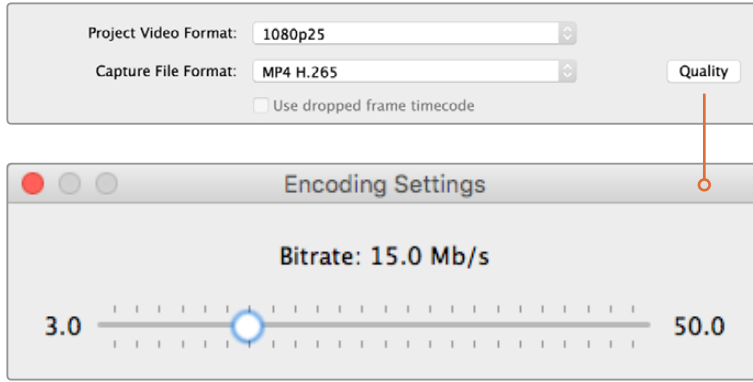 Project Video Format: 1080p25
Capture File Format: MP4 H.265 Quality
Use dropped frame timecode
Encoding Settings
Bitrate: 15.0 Mb/s
3.0 50.0